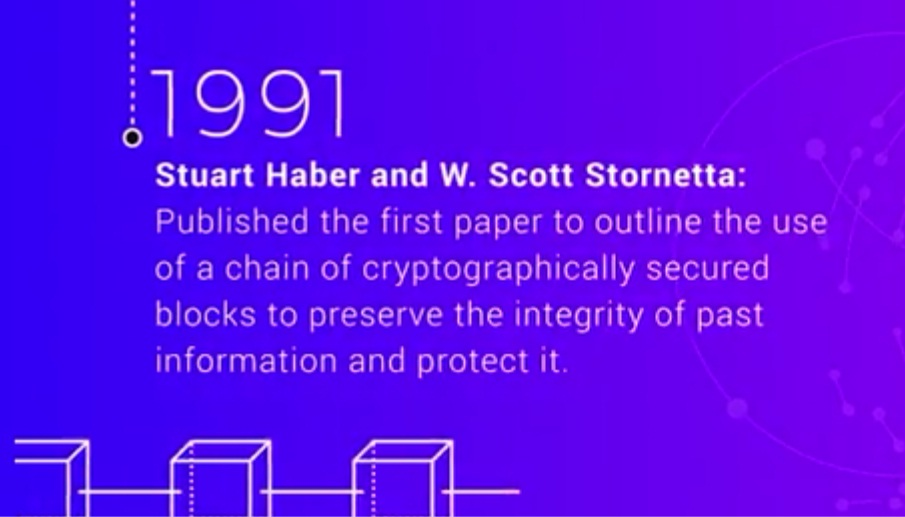 1991
Stuart Haber and W. Scott Stornetta:
Published the first paper to outline the use
of a chain of cryptographically secured
blocks to preserve the integrity of past
information and protect it.